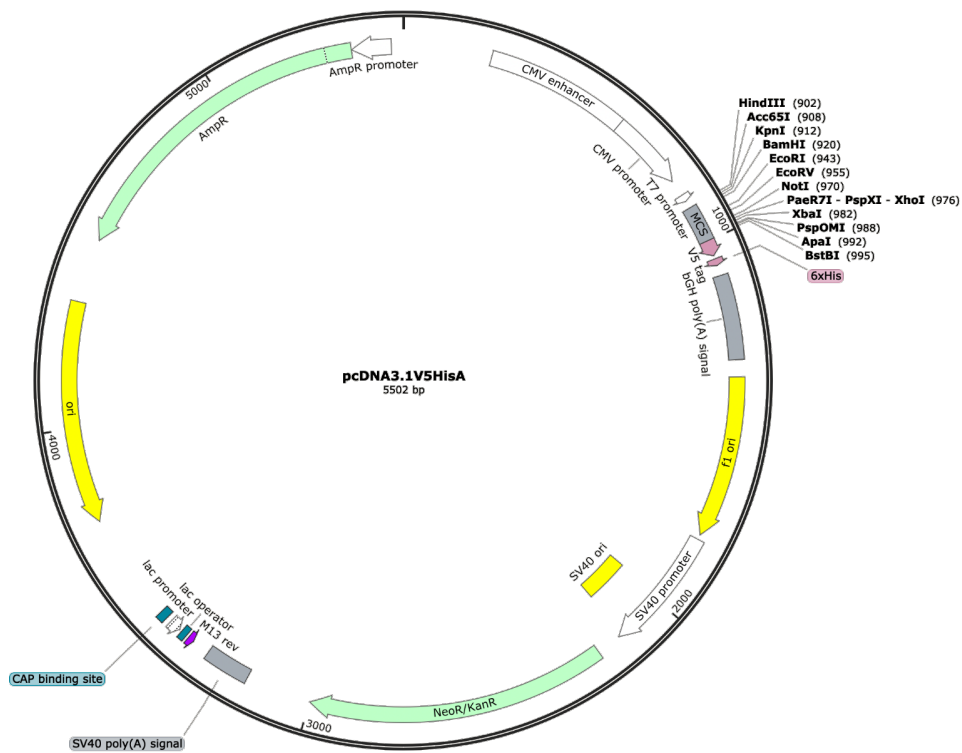 AmpR promoter
5000
AmpR
CMV enhancer
CMV promoter
T7 promoter
MCS
1000
V5 tag
bGH poly(A) signal
HindIII (902)
Acc65I (908)
KpnI (912)
BamHI (920)
EcoRI (943)
EcoRV (955)
NotI (970)
PaeR7I - PspXI - XhoI (976)
XbaI (982)
PspOMI (988)
ApaI (992)
BstBI (995)
6xHis
pcDNA3.1V5HisA
5502 bp
ori
4000
f1 ori
SV40 ori
SV40 promoter
2000
lac promoter
lac operator
M13 rev
CAP binding site
NeoR/KanR
3000
SV40 poly(A) signal